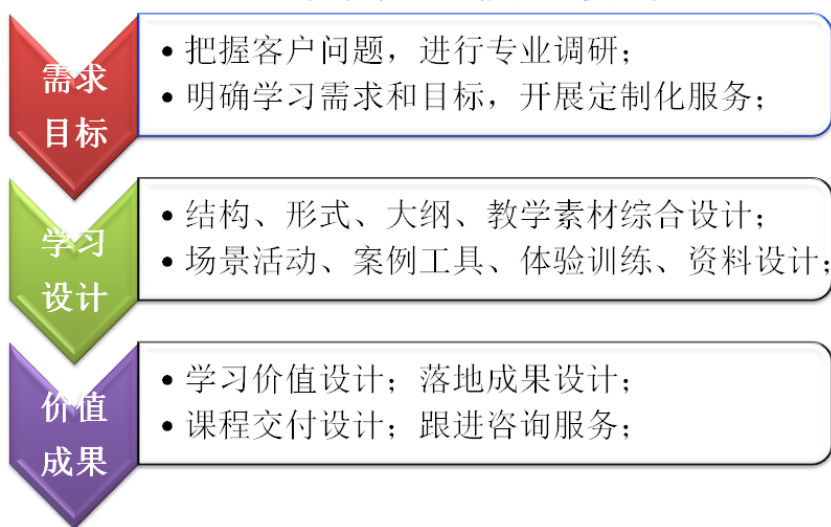 需求
目标
• 把握客户问题，进行专业调研；
• 明确学习需求和目标，开展定制化服务；
学习
设计
• 结构、形式、大纲、教学素材综合设计；
• 场景活动、案例工具、体验训练、资料设计；
价值
成果
• 学习价值设计；落地成果设计；
• 课程交付设计；跟进咨询服务；